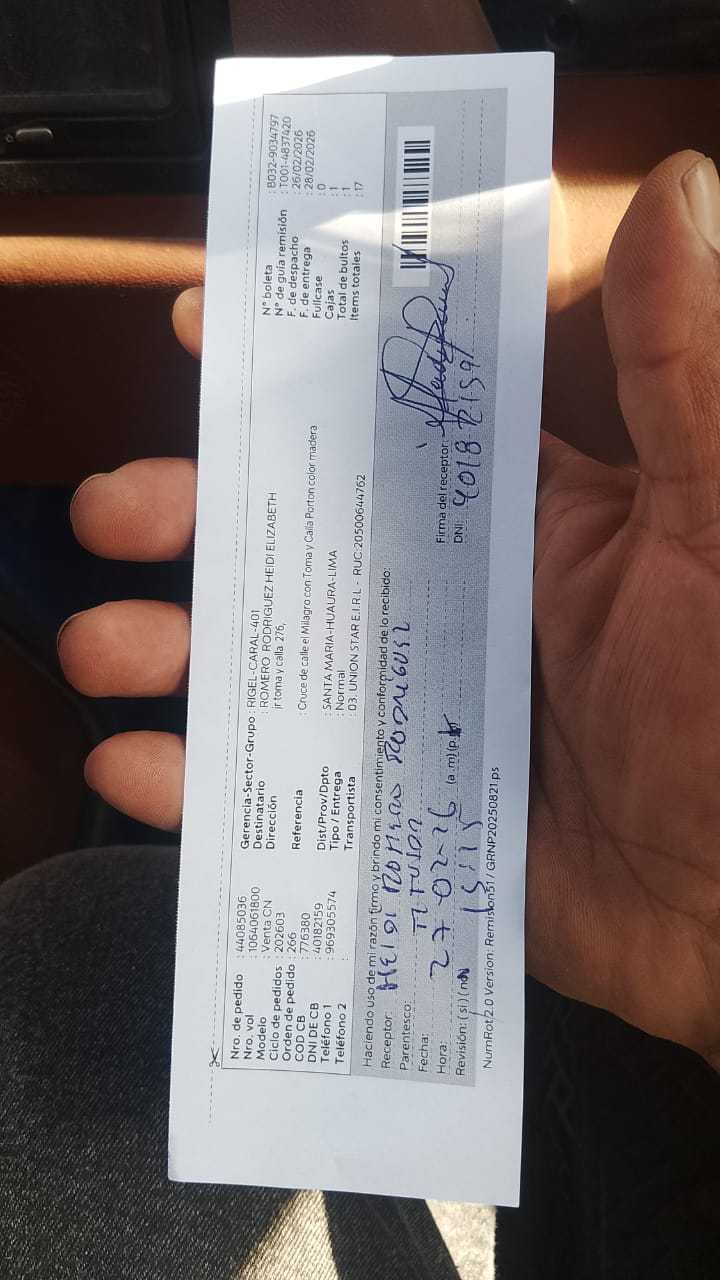 Nro. de pedido : 44085036
Nro. vol : 1064061800
Modelo : Venta CN
Ciclo de pedidos : 202603
Orden de pedido : 266
COD CB : 776380
DNI DE CB : 40182159
Teléfono 1 : 969305574
Teléfono 2 :
Gerencia-Sector-Grupo : RIGEL-CARAL-401
Destinatario : ROMERO RODRIGUEZ HEIDI ELIZABETH
Dirección jr toma y calla 276,
Referencia : Cruce de calle el Milagro con Toma y Calla Porton color madera
Dist/Prov/Dpto : SANTA MARIA-HUAURA-LIMA
Tipo / Entrega : Normal
Transportista : 03. UNION STAR E.I.R.L - RUC:20500644762
N° boleta : B032-9034797
N° de guía remisión : T001-4837420
F. de despacho : 26/02/2026
F. de entrega : 28/02/2026
Fullcase : 0
Cajas : 1
Total de bultos : 1
Items totales : 17
Haciendo uso de mi razón firmo y brindo mi consentimiento y conformidad de lo recibido:
Receptor: HEIDI ROMERO RODRIGUEZ
Parentesco: TITULAR
Fecha: 27-02-26
Hora: 15:15 (a.m)(p.m)
Revisión: (si)(no)
Firma del receptor:
DNI: 40182159
NumRot 2.0 Version: Remision51 / GRNP20250821.ps